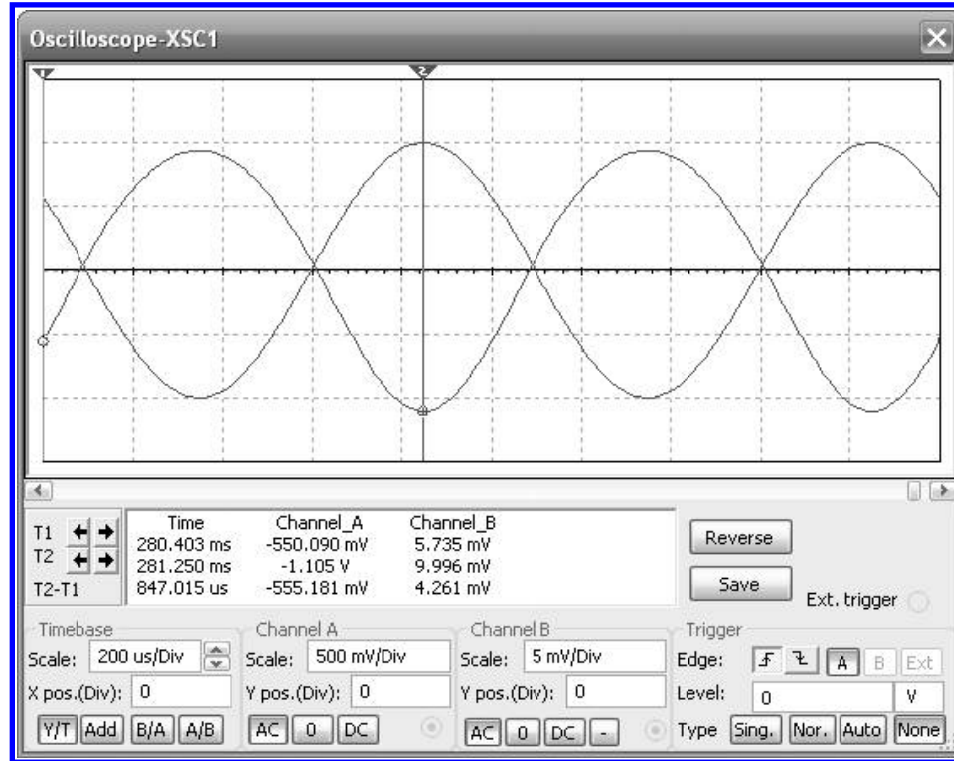 Oscilloscope-XSC1
1 2
T1
T2
T2-T1
Time Channel_A Channel_B
280.403 ms -550.090 mV 5.735 mV
281.250 ms -1.105 V 9.996 mV
847.015 us -555.181 mV 4.261 mV
Reverse
Save
Ext. trigger
Timebase
Scale: 200 us/Div
X pos.(Div): 0
Y/T Add B/A A/B
Channel A
Scale: 500 mV/Div
Y pos.(Div): 0
AC 0 DC
Channel B
Scale: 5 mV/Div
Y pos.(Div): 0
AC 0 DC -
Trigger
Edge: A B Ext
Level: 0 V
Type Sing. Nor. Auto None